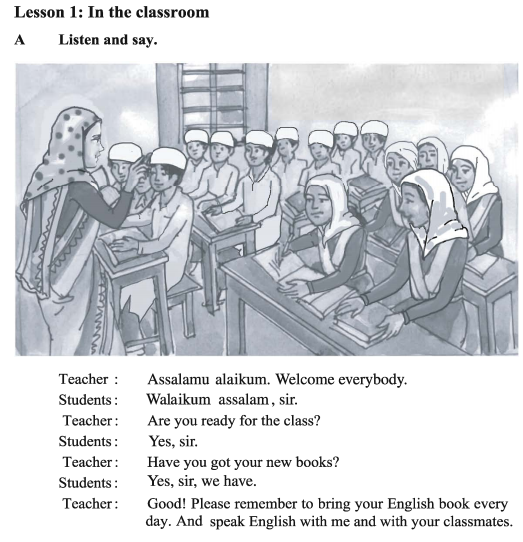 Lesson 1: In the classroom
A Listen and say.
Teacher : Assalamu alaikum. Welcome everybody.
Students : Walaikum assalam, sir.
Teacher : Are you ready for the class?
Students : Yes, sir.
Teacher : Have you got your new books?
Students : Yes, sir, we have.
Teacher : Good! Please remember to bring your English book every
day. And speak English with me and with your classmates.